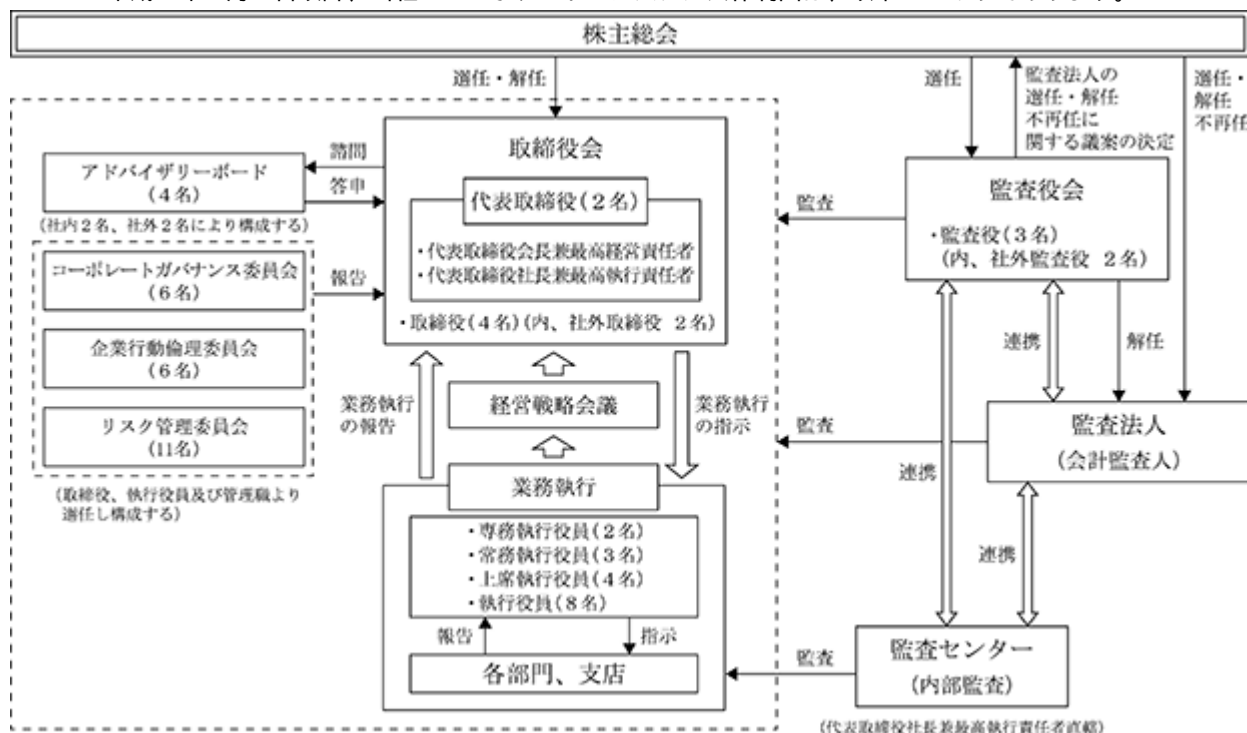 株主総会
選任・解任
選任
監査法人の
選任・解任
不再任に
関する議案の決定
選任・
解任
不再任
取締役会
諮問
答申
アドバイザリーボード
(4名)
(社内2名、社外2名により構成する)
代表取締役(2名)
・代表取締役会長兼最高経営責任者
・代表取締役社長兼最高執行責任者
・取締役(4名)(内、社外取締役 2名)
監査
監査役会
・監査役(3名)
(内、社外監査役 2名)
コーポレートガバナンス委員会
(6名)
報告
企業行動倫理委員会
(6名)
リスク管理委員会
(11名)
(取締役、執行役員及び管理職より
選任し構成する)
業務執行
の報告
経営戦略会議
業務執行
の指示
連携
解任
監査
監査法人
(会計監査人)
連携
連携
業務執行
・専務執行役員(2名)
・常務執行役員(3名)
・上席執行役員(4名)
・執行役員(8名)
報告
指示
各部門、支店
監査
監査センター
(内部監査)
(代表取締役社長兼最高執行責任者直轄)